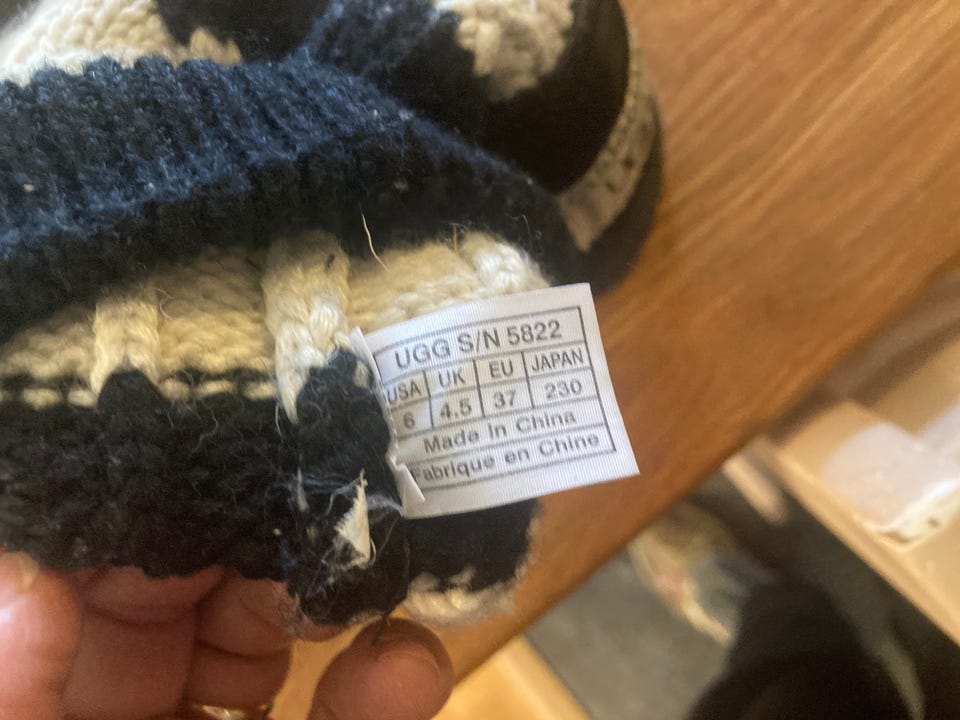 UGG S/N 5822
USA UK EU JAPAN
6 4.5 37 230
Made in China
Fabrique en Chine